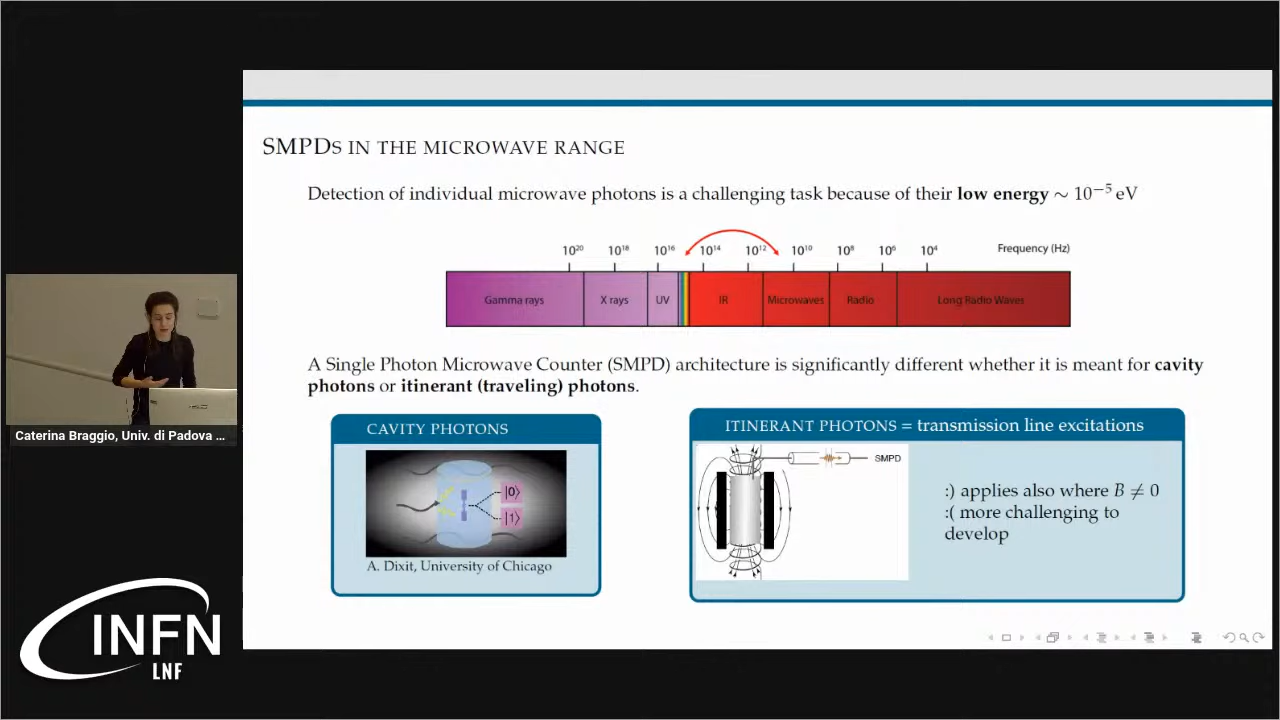 SMPDS IN THE MICROWAVE RANGE
Detection of individual microwave photons is a challenging task because of their low energy ∼ 10⁻⁵ eV
10²⁰ 10¹⁸ 10¹⁶ 10¹⁴ 10¹² 10¹⁰ 10⁸ 10⁶ 10⁴ Frequency (Hz)
Gamma rays X rays UV IR Microwaves Radio Long Radio Waves
A Single Photon Microwave Counter (SMPD) architecture is significantly different whether it is meant for cavity
photons or itinerant (traveling) photons.
CAVITY PHOTONS
|0⟩
|1⟩
A. Dixit, University of Chicago
ITINERANT PHOTONS = transmission line excitations
SMPD
:) applies also where B ≠ 0
:( more challenging to
develop
Caterina Braggio, Univ. di Padova ...
INFN
LNF